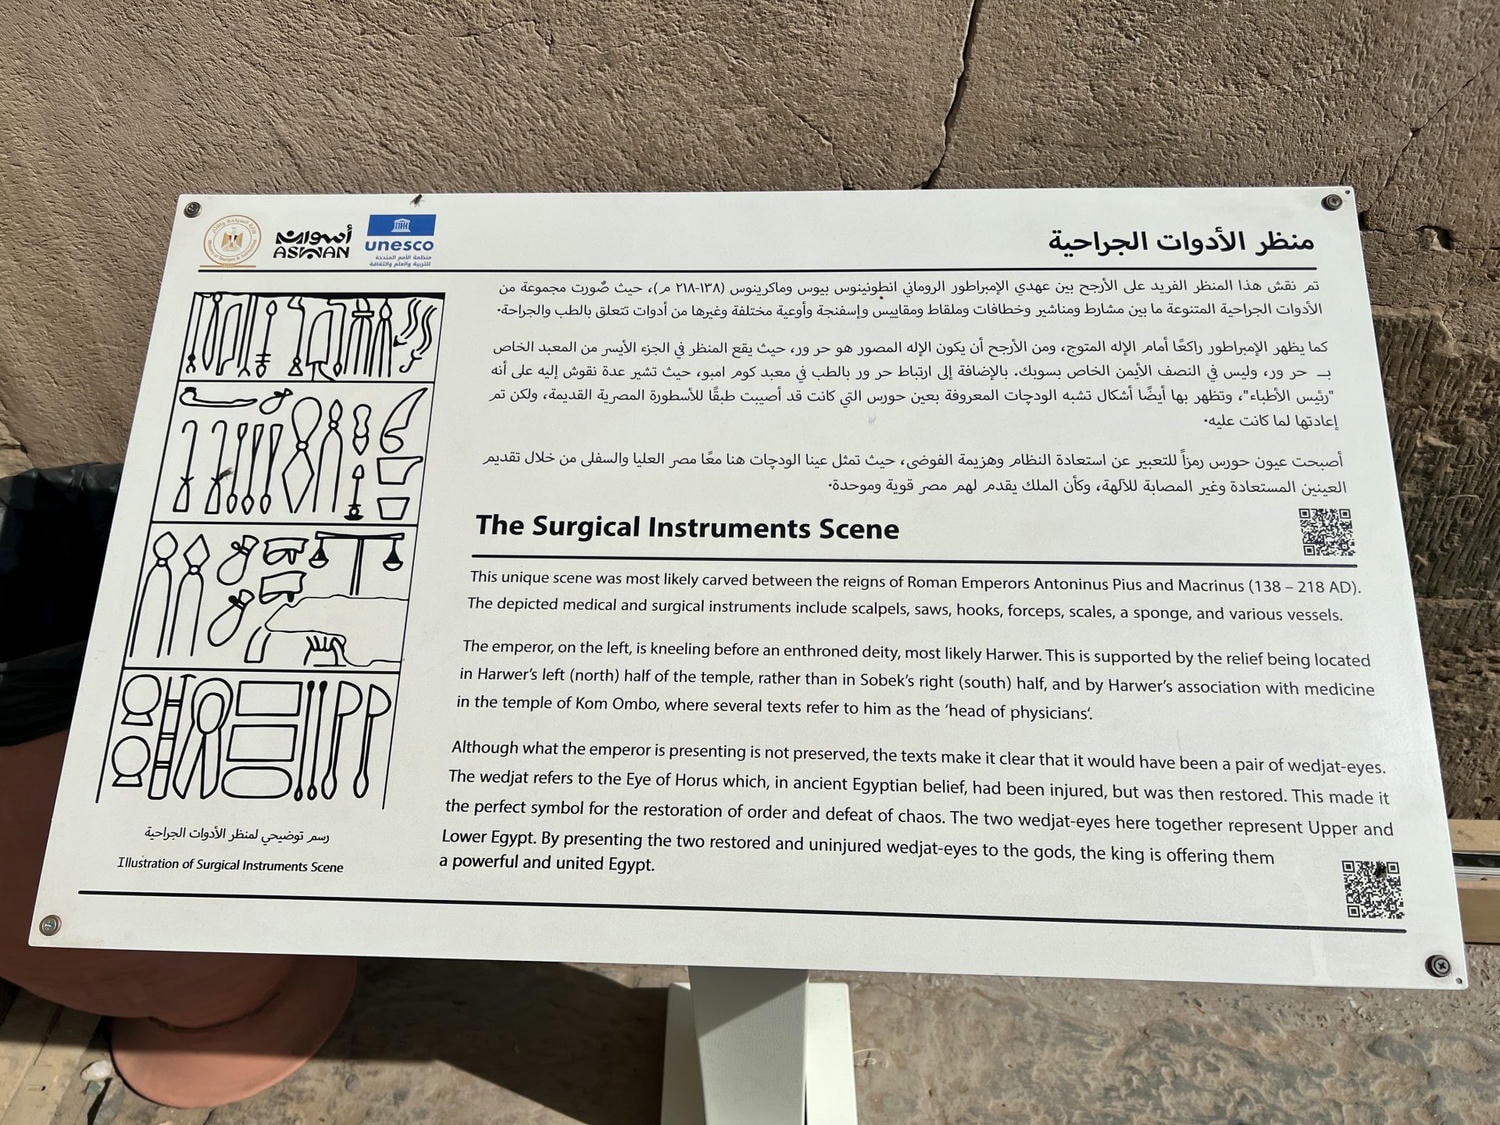 أسوان
ASWAN
unesco
منظمة الأمم المتحدة
للتربية والعلم والثقافة
منظر الأدوات الجراحية
تم نقش هذا المنظر الفريد على الأرجح بين عهدي الإمبراطور الروماني انطونينوس بيوس وماكرينوس (١٣٨-٢١٨ م)، حيث صُورت مجموعة من
الأدوات الجراحية المتنوعة ما بين مشارط ومناشير وخطافات وملقاط ومقاييس وإسفنجة وأوعية مختلفة وغيرها من أدوات تتعلق بالطب والجراحة.
كما يظهر الإمبراطور راكعًا أمام الإله المتوج، ومن الأرجح أن يكون الإله المصور هو حر ور، حيث يقع المنظر في الجزء الأيسر من المعبد الخاص
بـ حر ور، وليس في النصف الأيمن الخاص بسوبك. بالإضافة إلى ارتباط حر ور بالطب في معبد كوم امبو، حيث تشير عدة نقوش إليه على أنه
"رئيس الأطباء"، وتظهر بها أيضًا أشكال تشبه الودچات المعروفة بعين حورس التي كانت قد أصيبت طبقًا للأسطورة المصرية القديمة، ولكن تم
إعادتها لما كانت عليه.
أصبحت عيون حورس رمزاً للتعبير عن استعادة النظام وهزيمة الفوضى، حيث تمثل عينا الودچات هنا معًا مصر العليا والسفلى من خلال تقديم
العينين المستعادة وغير المصابة للآلهة، وكأن الملك يقدم لهم مصر قوية وموحدة.
The Surgical Instruments Scene
This unique scene was most likely carved between the reigns of Roman Emperors Antoninus Pius and Macrinus (138 – 218 AD).
The depicted medical and surgical instruments include scalpels, saws, hooks, forceps, scales, a sponge, and various vessels.
The emperor, on the left, is kneeling before an enthroned deity, most likely Harwer. This is supported by the relief being located
in Harwer's left (north) half of the temple, rather than in Sobek's right (south) half, and by Harwer's association with medicine
in the temple of Kom Ombo, where several texts refer to him as the 'head of physicians'.
Although what the emperor is presenting is not preserved, the texts make it clear that it would have been a pair of wedjat-eyes.
The wedjat refers to the Eye of Horus which, in ancient Egyptian belief, had been injured, but was then restored. This made it
the perfect symbol for the restoration of order and defeat of chaos. The two wedjat-eyes here together represent Upper and
Lower Egypt. By presenting the two restored and uninjured wedjat-eyes to the gods, the king is offering them
a powerful and united Egypt.
رسم توضيحي لمنظر الأدوات الجراحية
Illustration of Surgical Instruments Scene